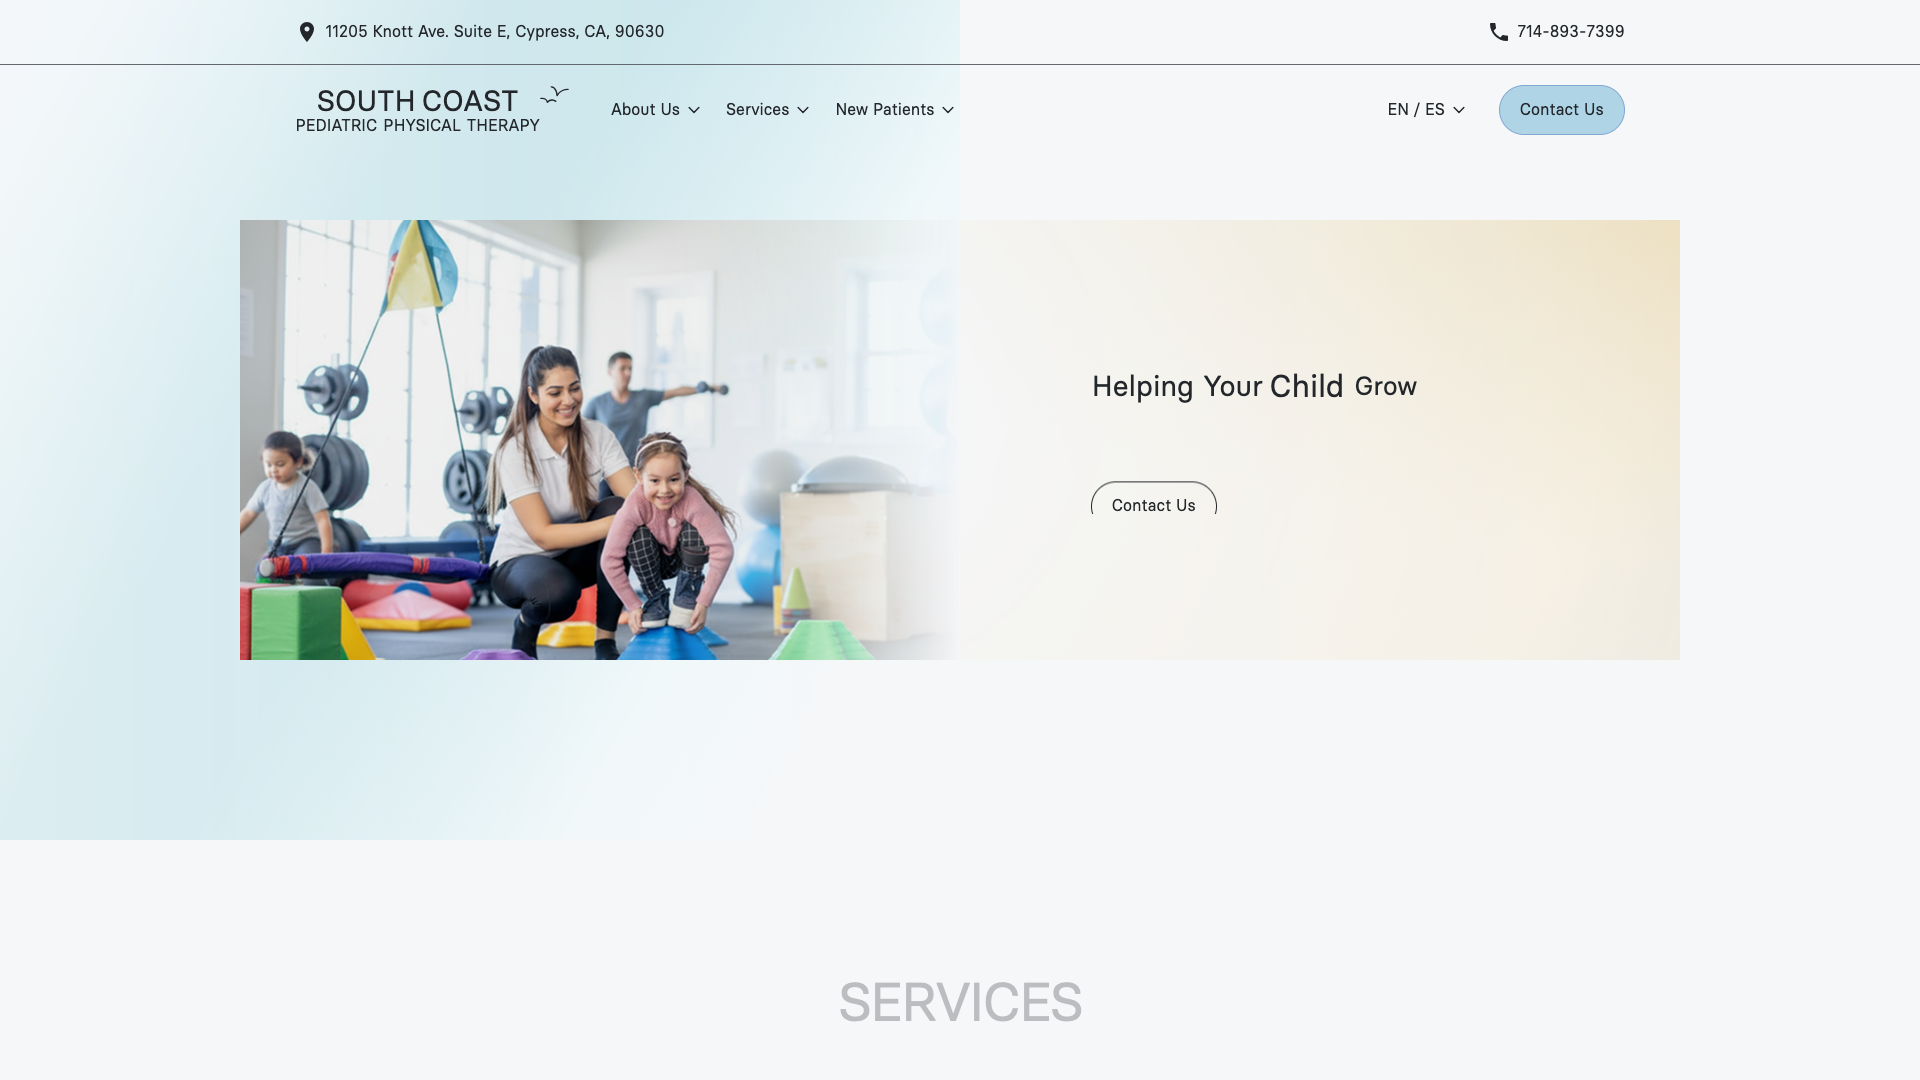 11205 Knott Ave. Suite E, Cypress, CA, 90630
714-893-7399
SOUTH COAST
PEDIATRIC PHYSICAL THERAPY
About Us
Services
New Patients
EN / ES
Contact Us
Helping Your Child Grow
Contact Us
SERVICES